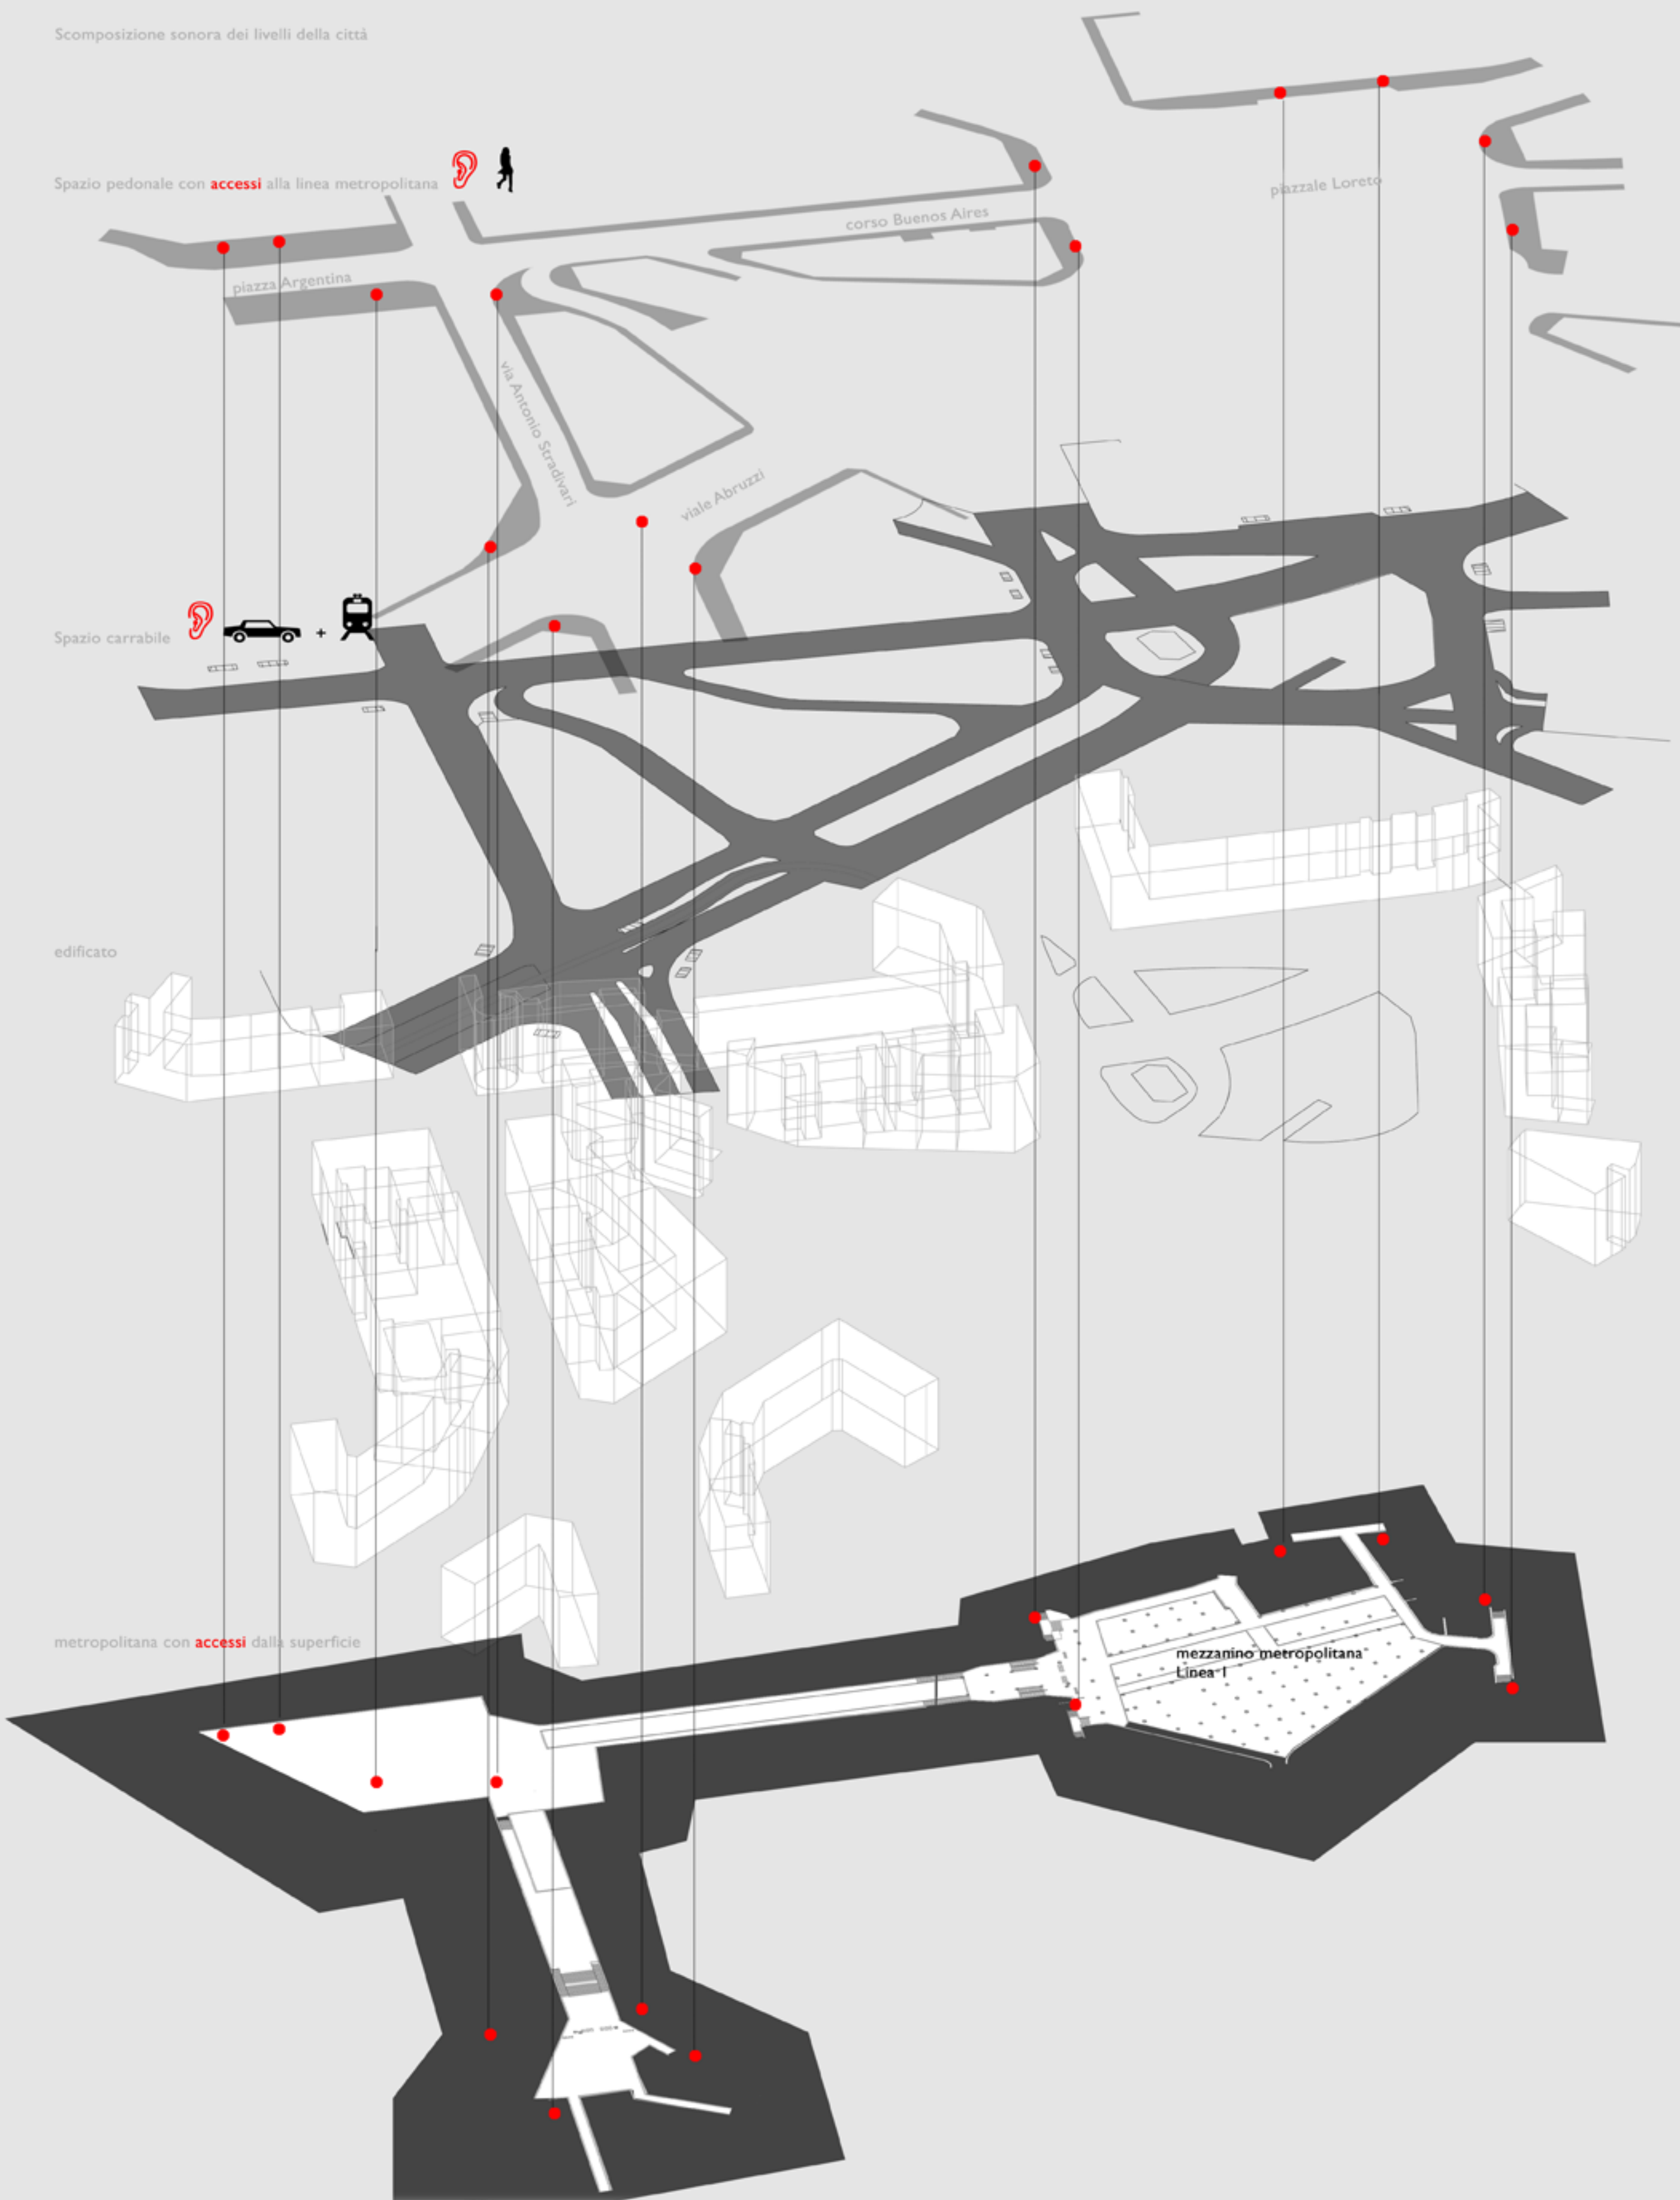 Scomposizione sonora dei livelli della città
Spazio pedonale con accessi alla linea metropolitana
piazzale Loreto
corso Buenos Aires
piazza Argentina
via Antonio Stradivari
viale Abruzzi
Spazio carrabile
+
edificato
metropolitana con accessi dalla superficie
mezzanino metropolitana
Linea 1